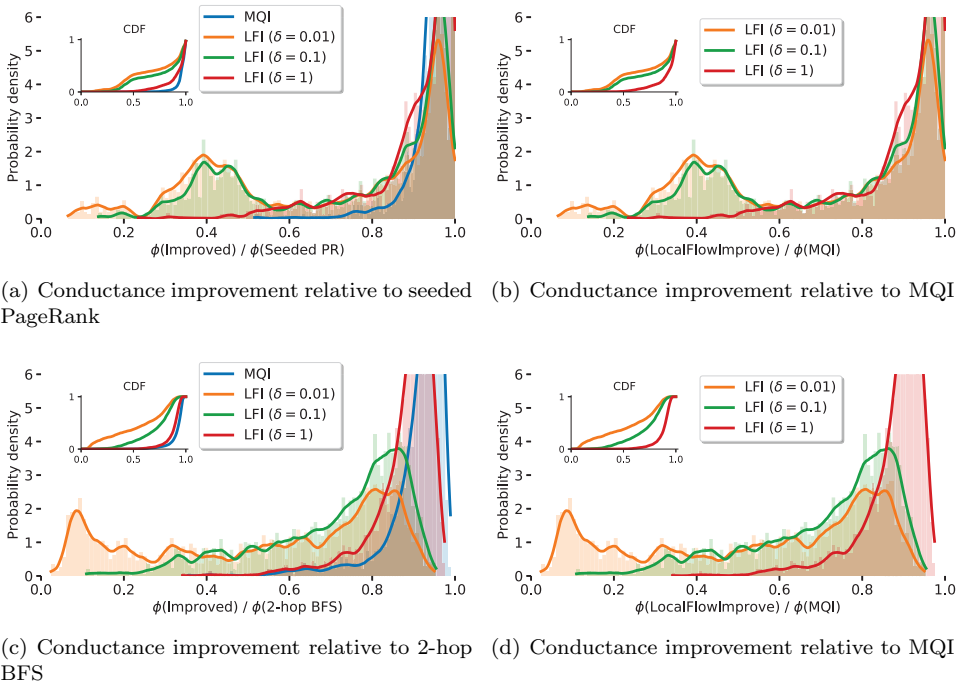 6
5
4
3
2
1
0
Probability density
CDF
1
0
0.0 0.5 1.0
MQI
LFI (δ = 0.01)
LFI (δ = 0.1)
LFI (δ = 1)
0.0 0.2 0.4 0.6 0.8 1.0
ϕ(Improved) / ϕ(Seeded PR)
(a) Conductance improvement relative to seeded
PageRank
6
5
4
3
2
1
0
Probability density
CDF
1
0
0.0 0.5 1.0
LFI (δ = 0.01)
LFI (δ = 0.1)
LFI (δ = 1)
0.0 0.2 0.4 0.6 0.8 1.0
ϕ(LocalFlowImprove) / ϕ(MQI)
(b) Conductance improvement relative to MQI
6
5
4
3
2
1
0
Probability density
CDF
1
0
0.0 0.5 1.0
MQI
LFI (δ = 0.01)
LFI (δ = 0.1)
LFI (δ = 1)
0.0 0.2 0.4 0.6 0.8 1.0
ϕ(Improved) / ϕ(2-hop BFS)
(c) Conductance improvement relative to 2-hop
BFS
6
5
4
3
2
1
0
Probability density
CDF
1
0
0.0 0.5 1.0
LFI (δ = 0.01)
LFI (δ = 0.1)
LFI (δ = 1)
0.0 0.2 0.4 0.6 0.8 1.0
ϕ(LocalFlowImprove) / ϕ(MQI)
(d) Conductance improvement relative to MQI